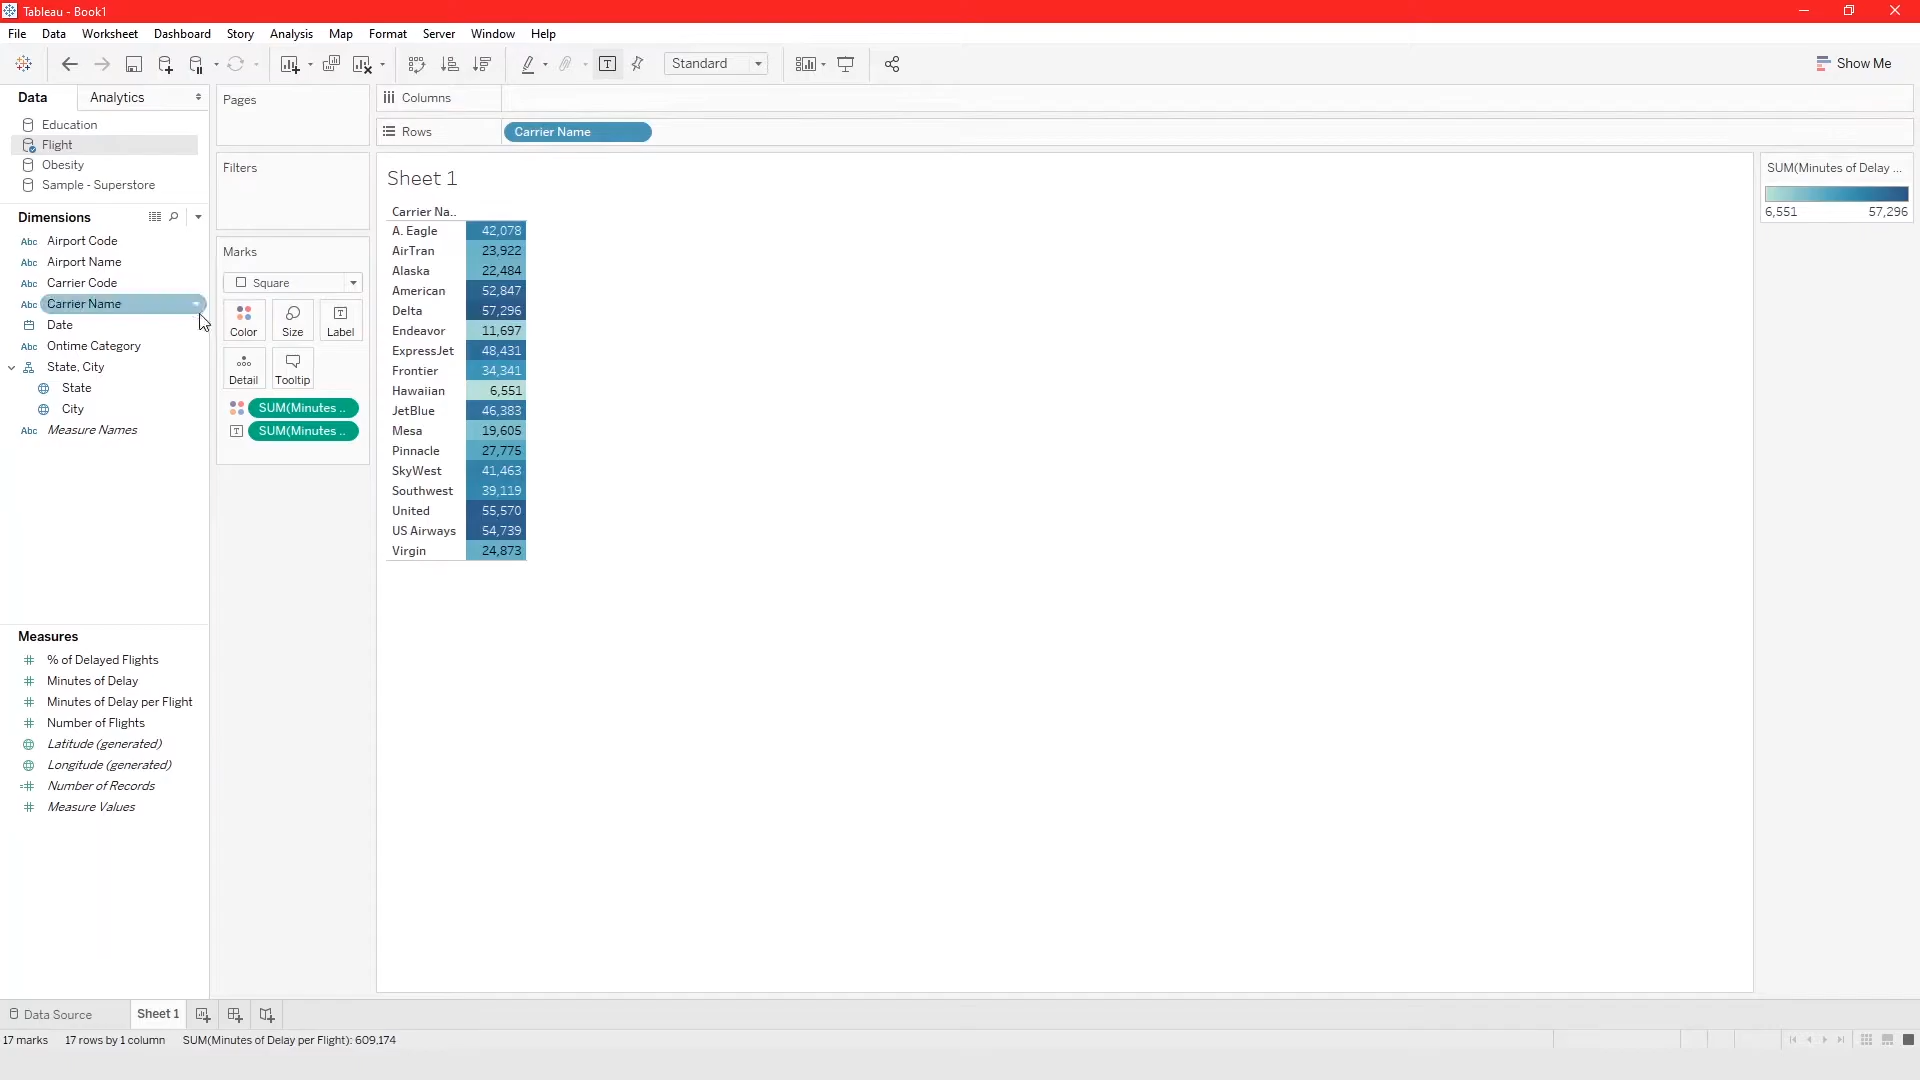 Tableau - Book1
File Data Worksheet Dashboard Story Analysis Map Format Server Window Help
Standard
Show Me
Data Analytics
Education
Flight
Obesity
Sample - Superstore
Dimensions
Abc Airport Code
Abc Airport Name
Abc Carrier Code
Abc Carrier Name
Date
Abc Ontime Category
State, City
State
City
Abc Measure Names
Measures
% of Delayed Flights
Minutes of Delay
Minutes of Delay per Flight
Number of Flights
Latitude (generated)
Longitude (generated)
Number of Records
Measure Values
Pages
Filters
Marks
Square
Color Size Label
Detail Tooltip
SUM(Minutes ..
SUM(Minutes ..
Columns
Rows Carrier Name
Sheet 1
Carrier Na..
A. Eagle 42,078
AirTran 23,922
Alaska 22,484
American 52,847
Delta 57,296
Endeavor 11,697
ExpressJet 48,431
Frontier 34,341
Hawaiian 6,551
JetBlue 46,383
Mesa 19,605
Pinnacle 27,775
SkyWest 41,463
Southwest 39,119
United 55,570
US Airways 54,739
Virgin 24,873
SUM(Minutes of Delay ...
6,551 57,296
Data Source Sheet 1
17 marks 17 rows by 1 column SUM(Minutes of Delay per Flight): 609,174